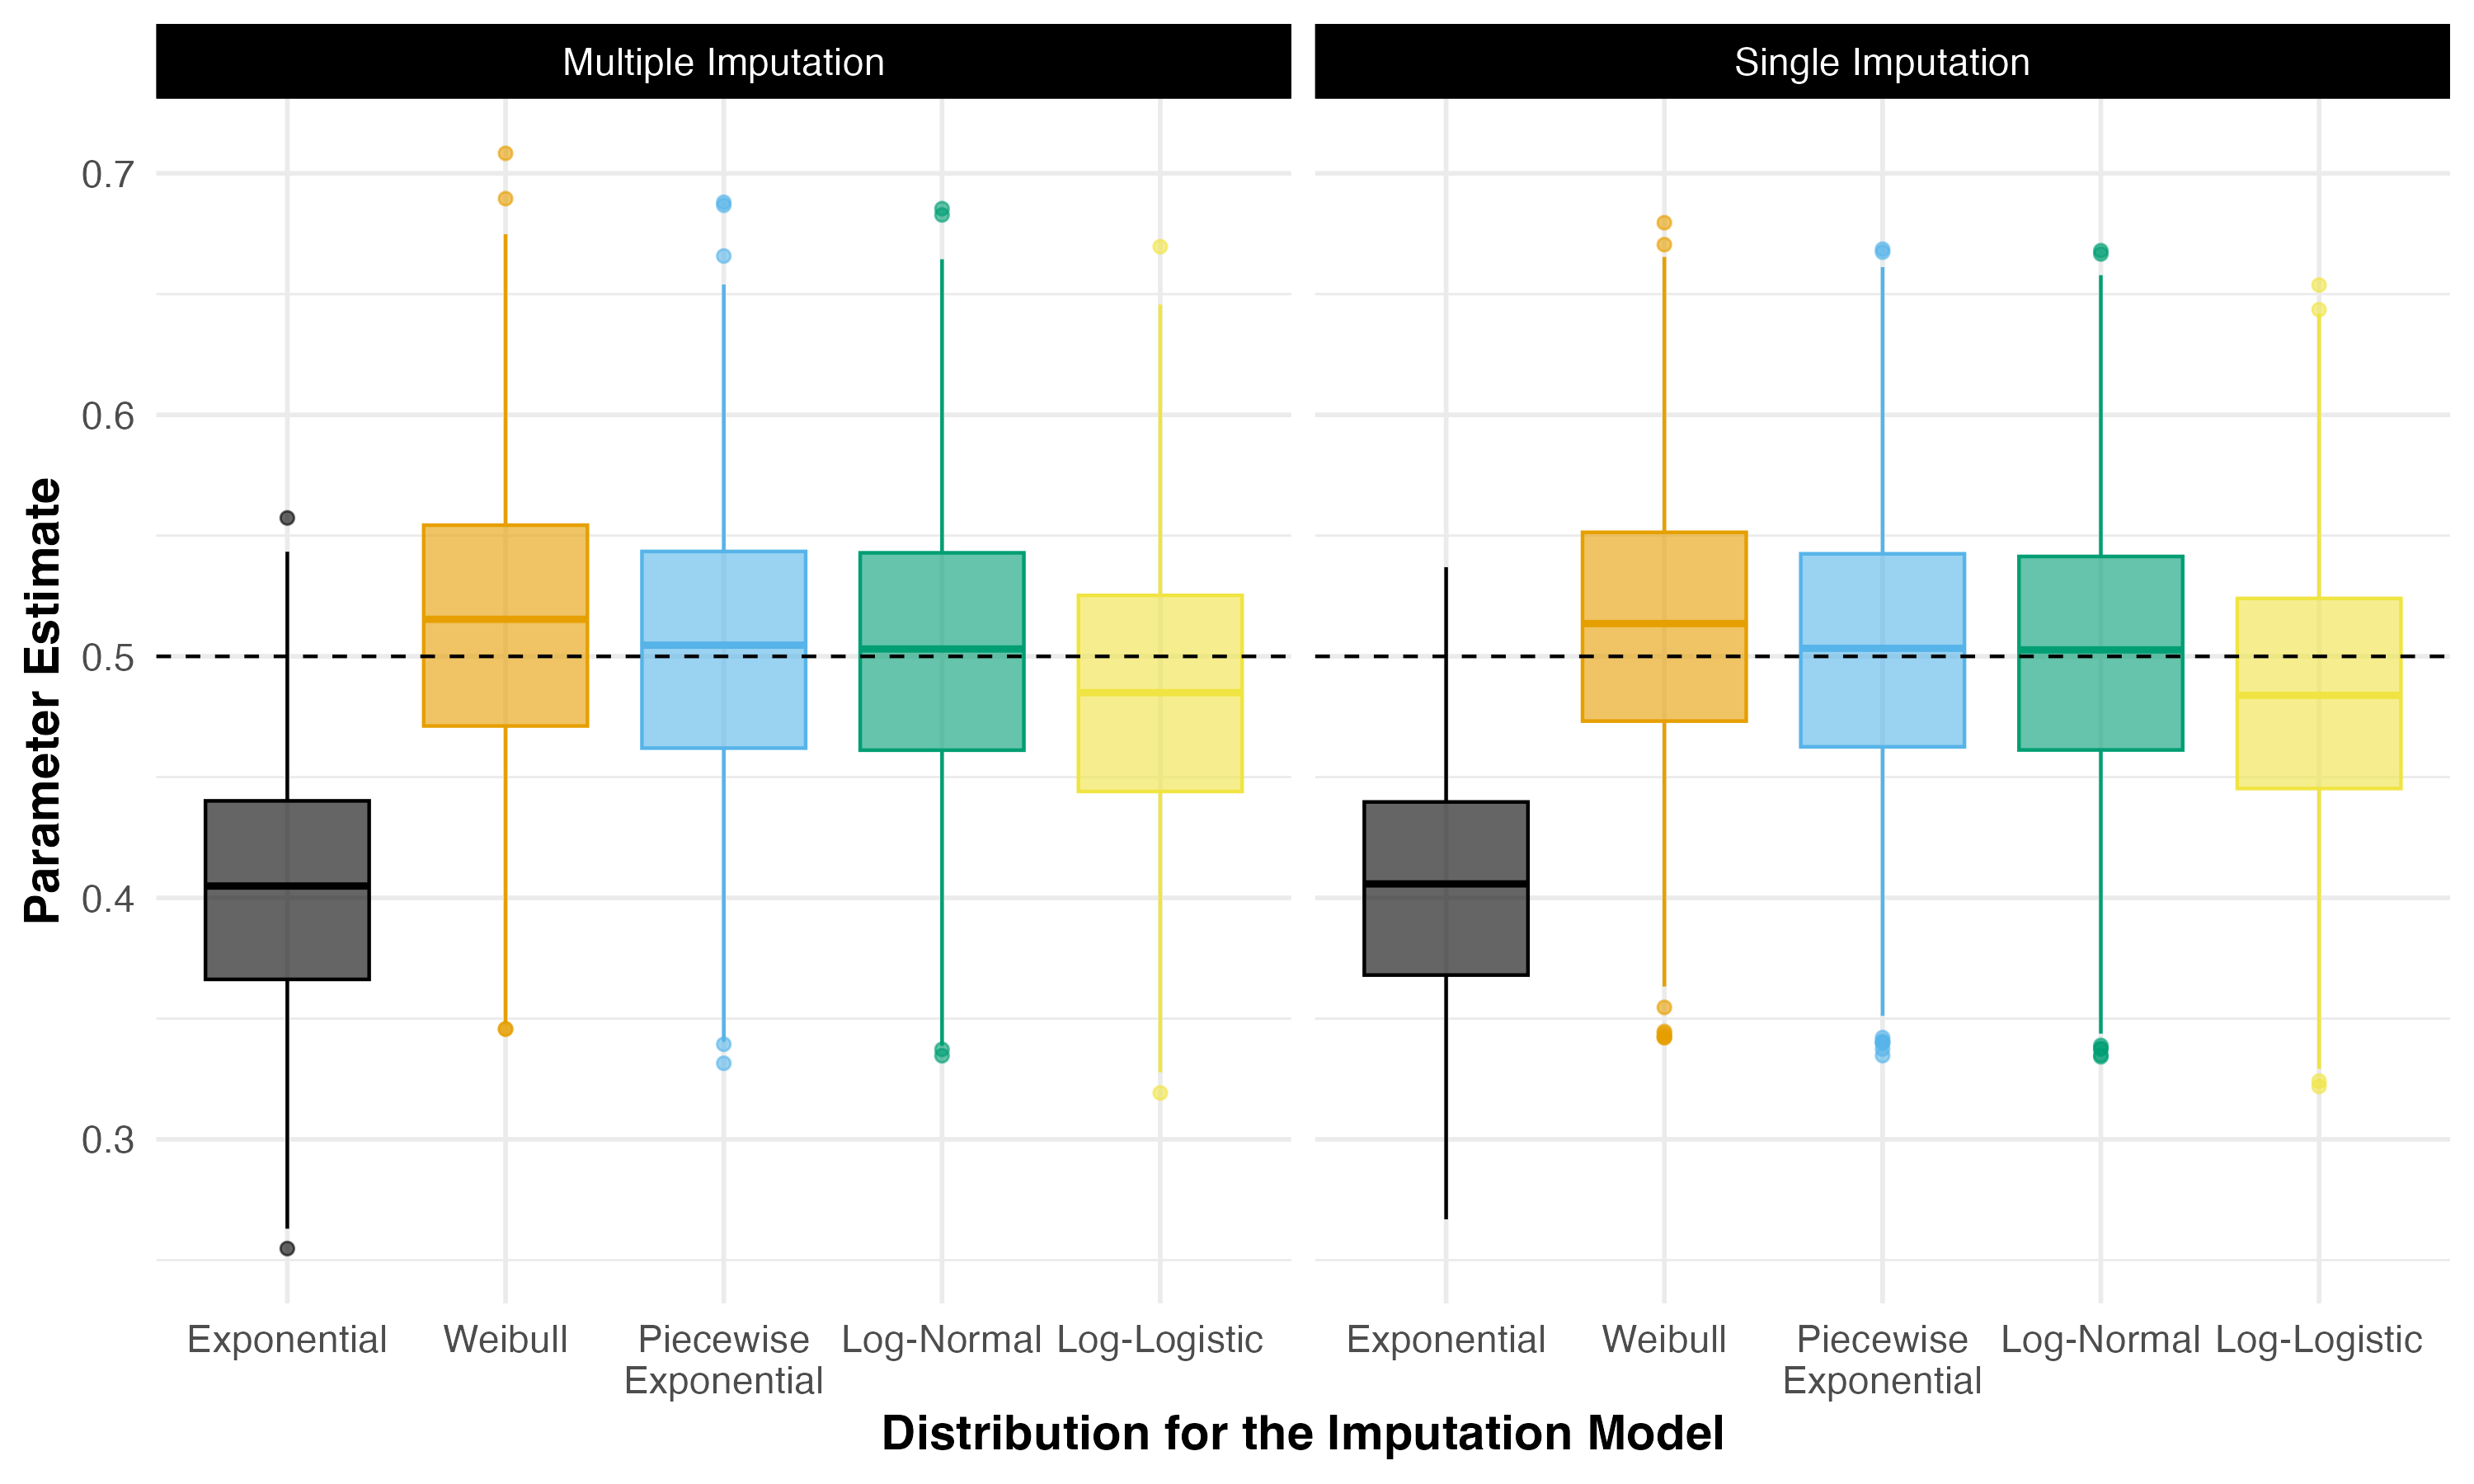 Multiple Imputation
Single Imputation
Parameter Estimate
0.7
0.6
0.5
0.4
0.3
Exponential
Weibull
Piecewise
Exponential
Log-Normal
Log-Logistic
Exponential
Weibull
Piecewise
Exponential
Log-Normal
Log-Logistic
Distribution for the Imputation Model